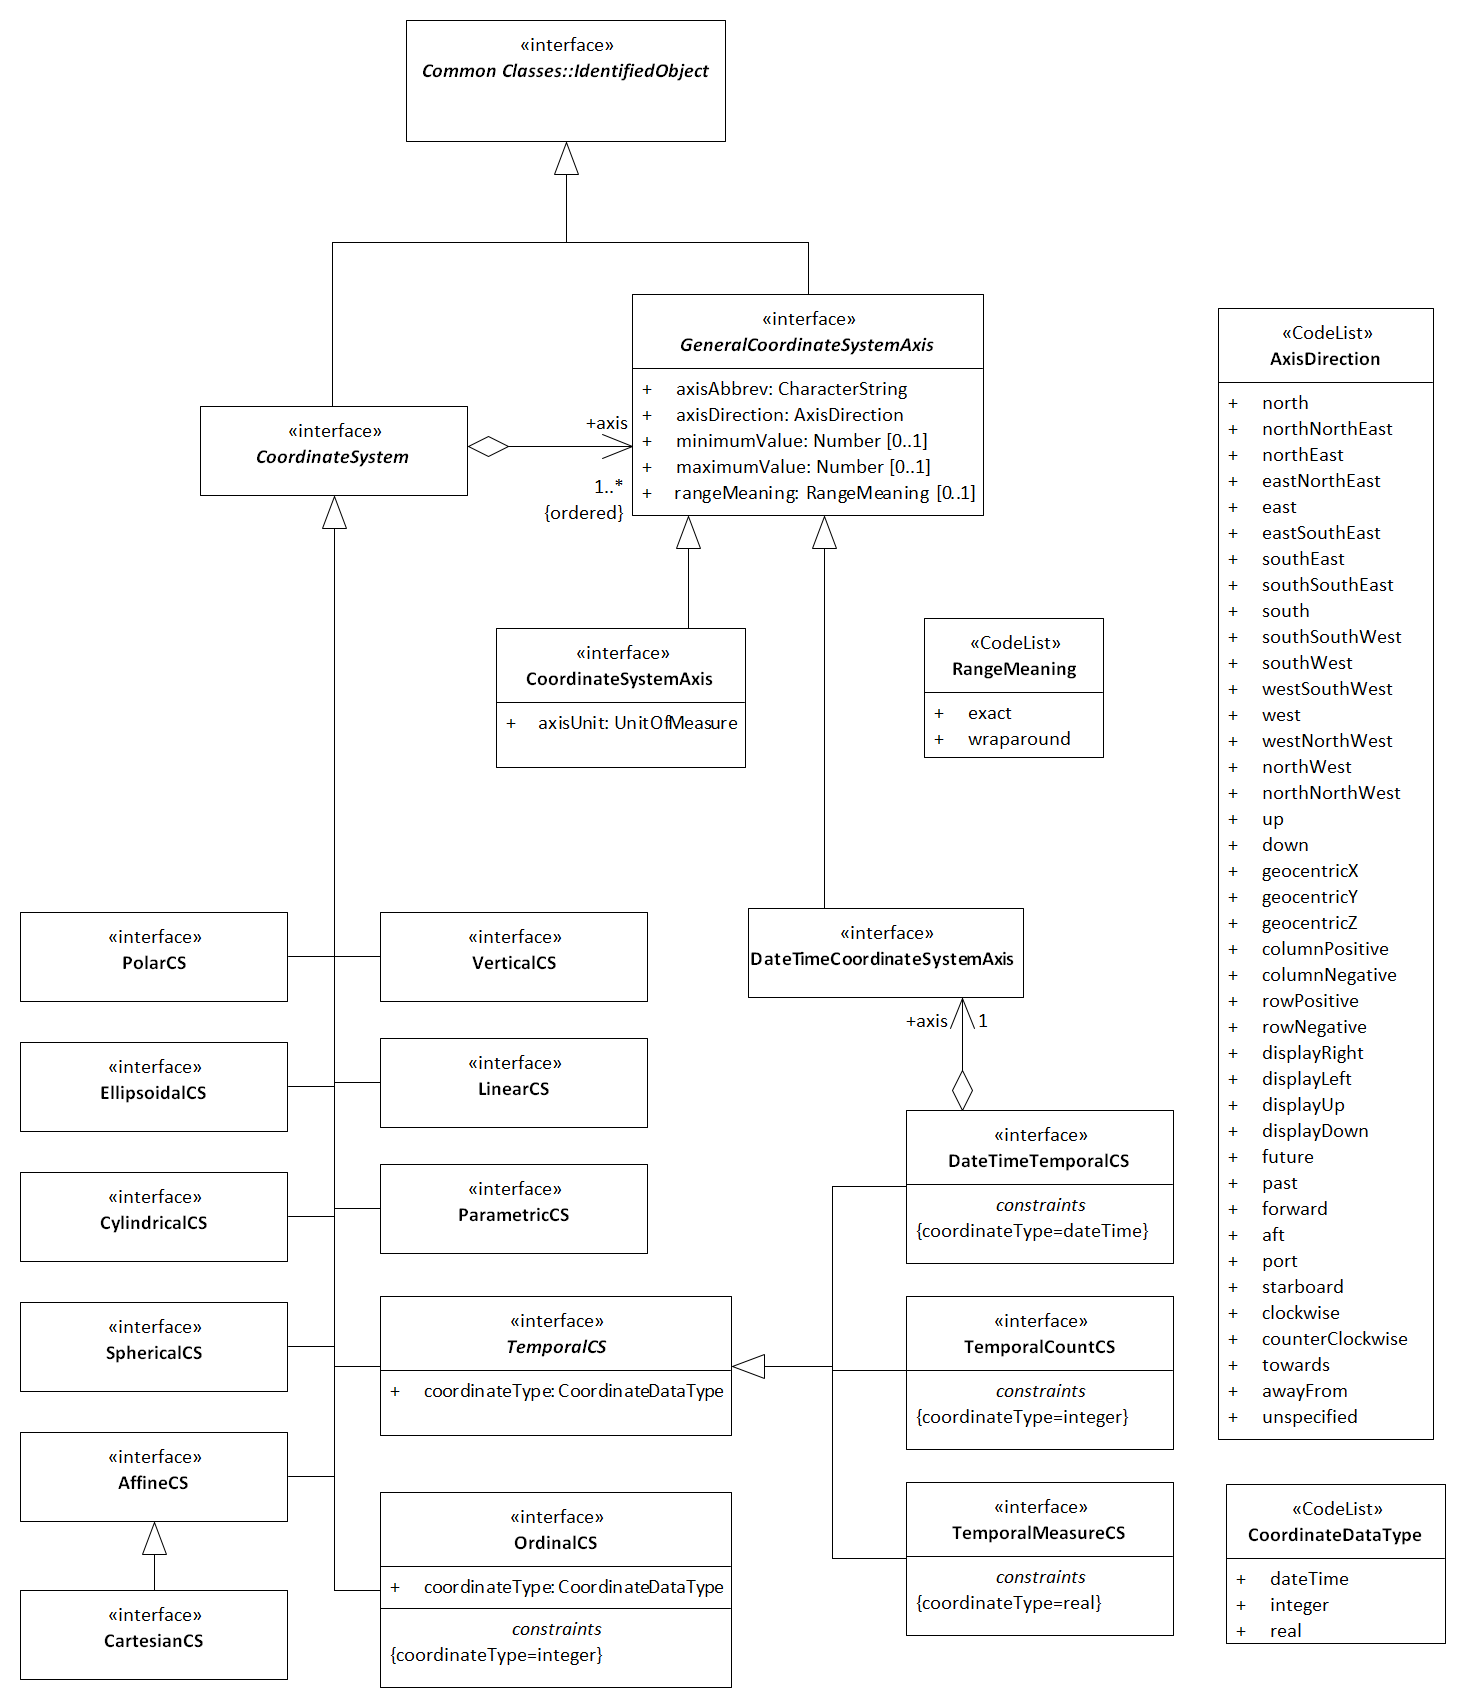 «interface»
Common Classes::IdentifiedObject
«interface»
GeneralCoordinateSystemAxis
+ axisAbbrev: CharacterString
+ axisDirection: AxisDirection
+ minimumValue: Number [0..1]
+ maximumValue: Number [0..1]
+ rangeMeaning: RangeMeaning [0..1]
«interface»
CoordinateSystem
+axis
1..*
{ordered}
«interface»
CoordinateSystemAxis
+ axisUnit: UnitOfMeasure
«CodeList»
RangeMeaning
+ exact
+ wraparound
«CodeList»
AxisDirection
+ north
+ northNorthEast
+ northEast
+ eastNorthEast
+ east
+ eastSouthEast
+ southEast
+ southSouthEast
+ south
+ southSouthWest
+ southWest
+ westSouthWest
+ west
+ westNorthWest
+ northWest
+ northNorthWest
+ up
+ down
+ geocentricX
+ geocentricY
+ geocentricZ
+ columnPositive
+ columnNegative
+ rowPositive
+ rowNegative
+ displayRight
+ displayLeft
+ displayUp
+ displayDown
+ future
+ past
+ forward
+ aft
+ port
+ starboard
+ clockwise
+ counterClockwise
+ towards
+ awayFrom
+ unspecified
«interface»
PolarCS
«interface»
VerticalCS
«interface»
DateTimeCoordinateSystemAxis
+axis
1
«interface»
EllipsoidalCS
«interface»
LinearCS
«interface»
DateTimeTemporalCS
constraints
{coordinateType=dateTime}
«interface»
CylindricalCS
«interface»
ParametricCS
«interface»
SphericalCS
«interface»
TemporalCS
+ coordinateType: CoordinateDataType
«interface»
TemporalCountCS
constraints
{coordinateType=integer}
«interface»
AffineCS
«interface»
OrdinalCS
+ coordinateType: CoordinateDataType
constraints
{coordinateType=integer}
«interface»
TemporalMeasureCS
constraints
{coordinateType=real}
«CodeList»
CoordinateDataType
+ dateTime
+ integer
+ real
«interface»
CartesianCS